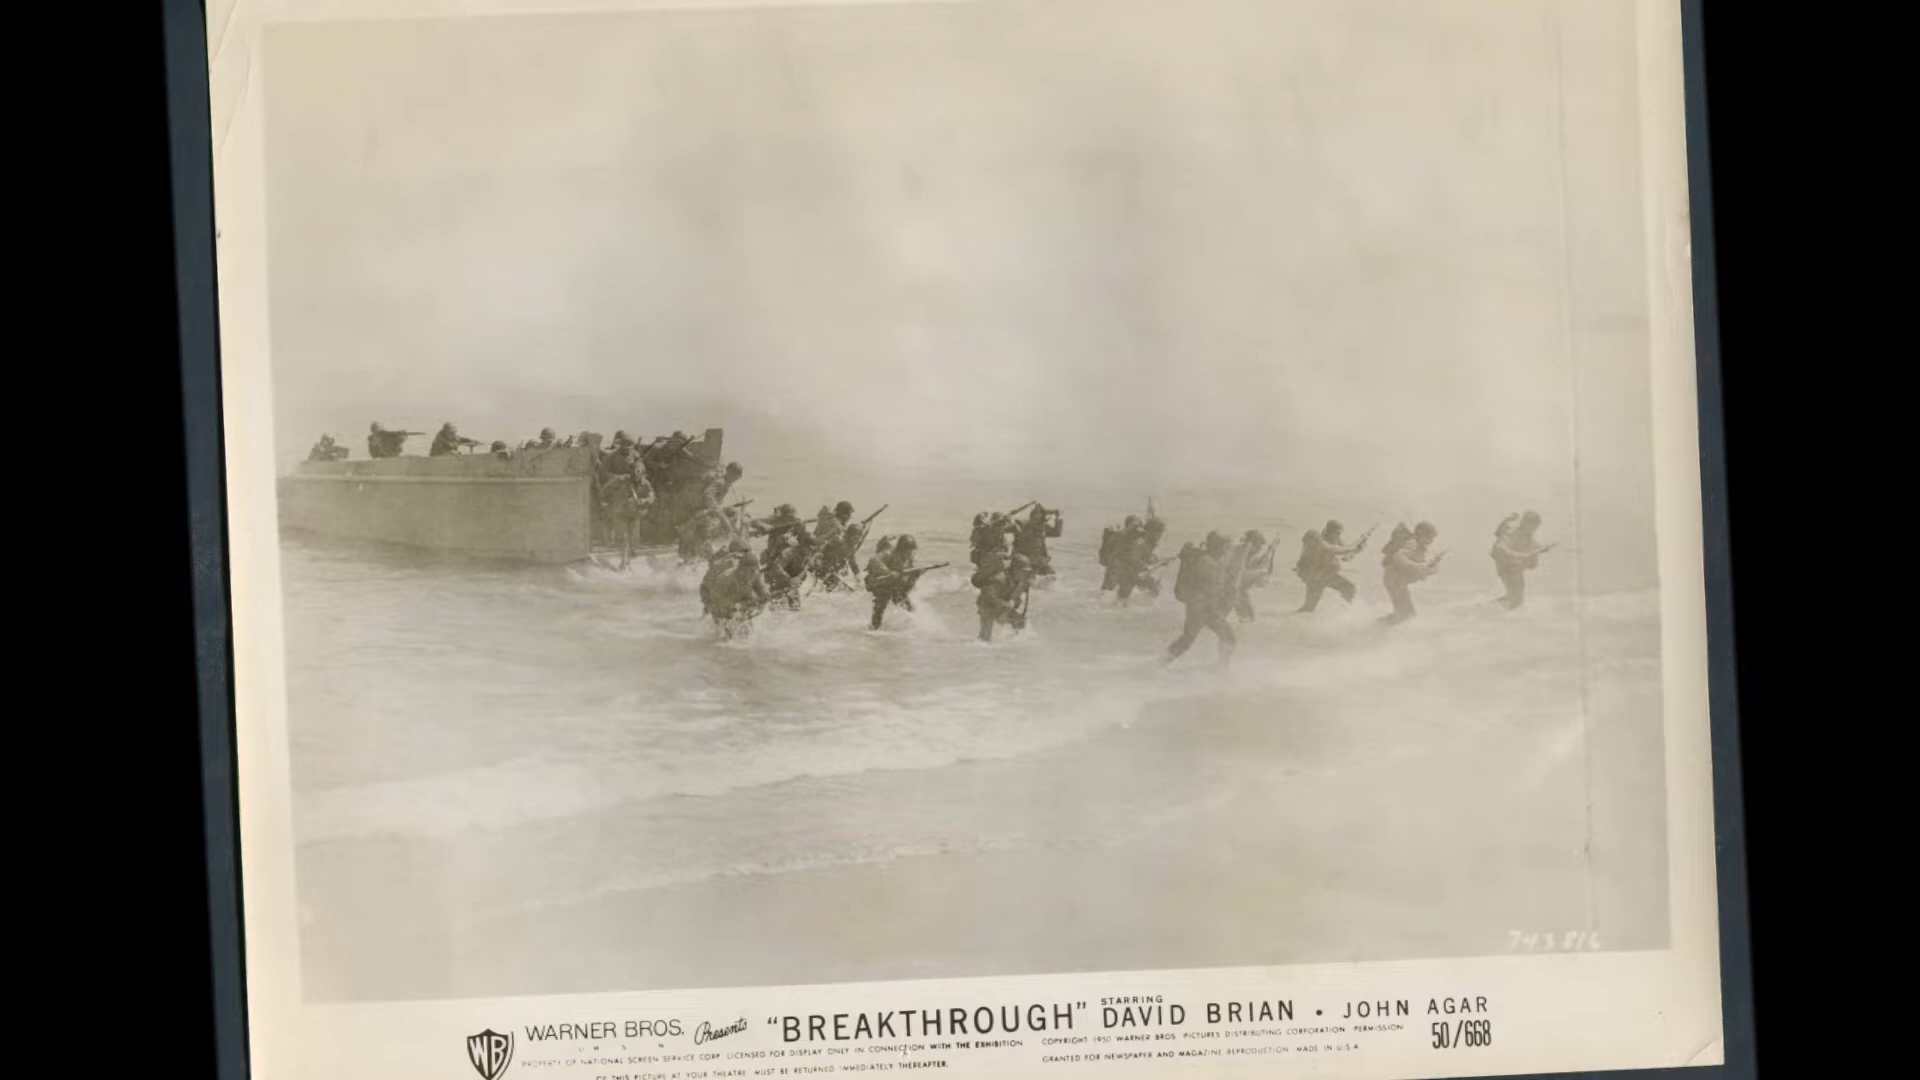 743 516
WB
WARNER BROS. Presents "BREAKTHROUGH" STARRING DAVID BRIAN • JOHN AGAR
PROPERTY OF NATIONAL SCREEN SERVICE CORP. LICENSED FOR DISPLAY ONLY IN CONNECTION WITH THE EXHIBITION
OF THIS PICTURE AT YOUR THEATRE. MUST BE RETURNED IMMEDIATELY THEREAFTER.
COPYRIGHT 1950 WARNER BROS. PICTURES DISTRIBUTING CORPORATION. PERMISSION
GRANTED FOR NEWSPAPER AND MAGAZINE REPRODUCTION. MADE IN U.S.A.
50/668